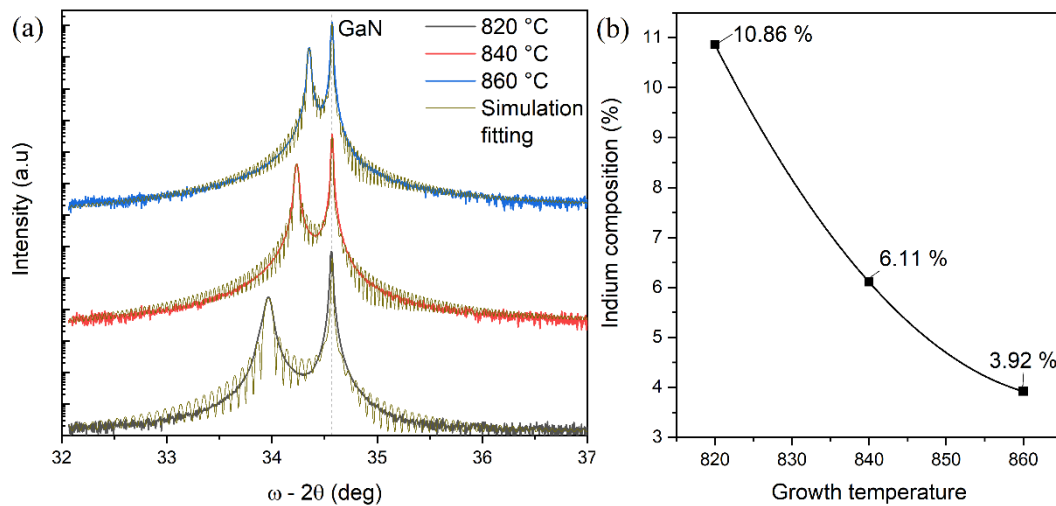 (a)
GaN
820 °C
840 °C
860 °C
Simulation
fitting
Intensity (a.u)
32 33 34 35 36 37
ω - 2θ (deg)
(b)
10.86 %
6.11 %
3.92 %
Indium composition (%)
11
10
9
8
7
6
5
4
3
820 830 840 850 860
Growth temperature